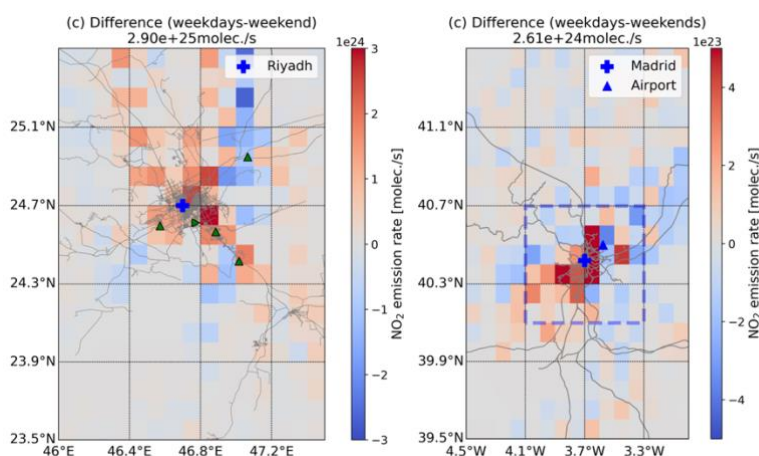 (c) Difference (weekdays-weekend)
2.90e+25molec./s
1e24
Riyadh
25.1°N
24.7°N
24.3°N
23.9°N
23.5°N
46°E 46.4°E 46.8°E 47.2°E
3
2
1
0
−1
−2
−3
NO₂ emission rate [molec./s]
(c) Difference (weekdays-weekends)
2.61e+24molec./s
1e23
Madrid
Airport
41.1°N
40.7°N
40.3°N
39.9°N
39.5°N
4.5°W 4.1°W 3.7°W 3.3°W
4
2
0
−2
−4
NO₂ emission rate [molec./s]